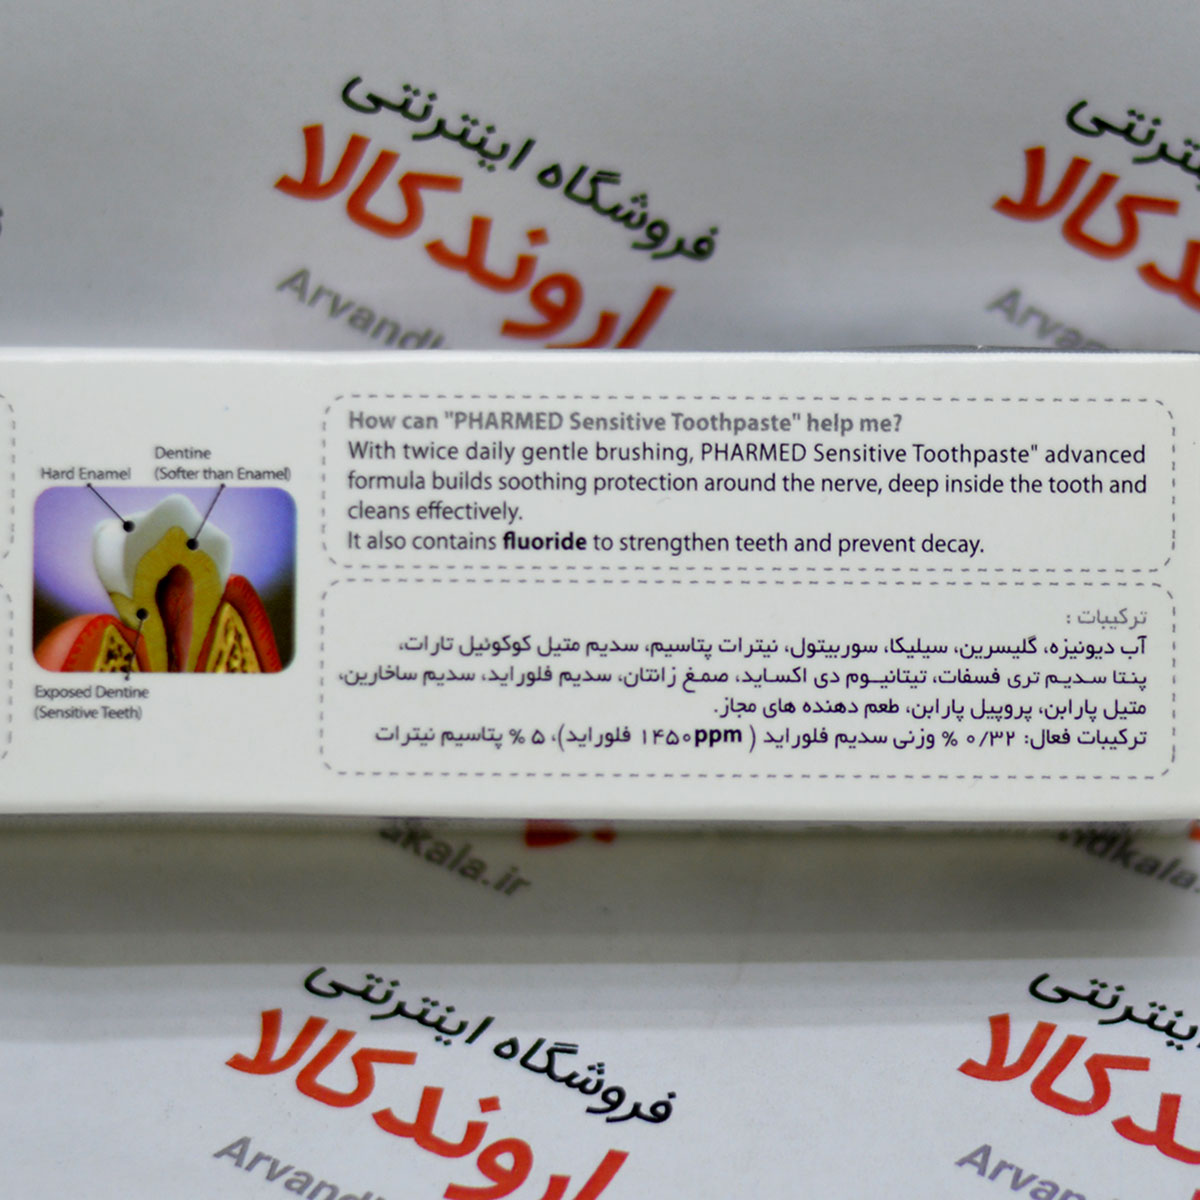 فروشگاه اینترنتی
اروند کالا
Hard Enamel
Dentine
(Softer than Enamel)
Exposed Dentine
(Sensitive Teeth)
How can "PHARMED Sensitive Toothpaste" help me?
With twice daily gentle brushing, PHARMED Sensitive Toothpaste" advanced
formula builds soothing protection around the nerve, deep inside the tooth and
cleans effectively.
It also contains fluoride to strengthen teeth and prevent decay.
ترکیبات :
آب دیونیزه، گلیسرین، سیلیکا، سوربیتول، نیترات پتاسیم، سدیم متیل کوکوئیل تارات،
پنتا سدیم تری فسفات، تیتانیوم دی اکساید، صمغ زانتان، سدیم فلوراید، سدیم ساخارین،
متیل پارابن، پروپیل پارابن، طعم دهنده های مجاز.
ترکیبات فعال: ۰/۳۲ % وزنی سدیم فلوراید ( ۱۴۵۰ppm فلوراید)، ۵ % پتاسیم نیترات
فروشگاه اینترنتی
اروند کالا